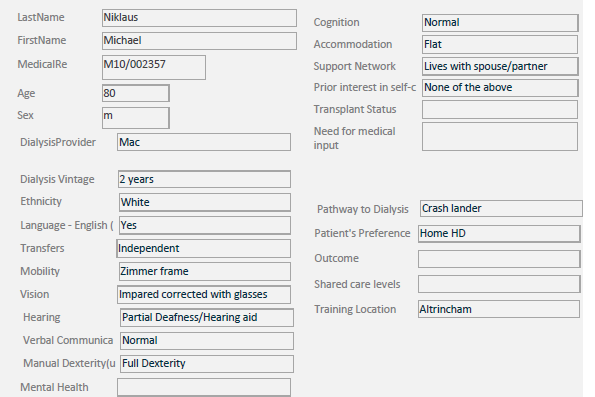 LastName Niklaus
FirstName Michael
MedicalRe M10/002357
Age 80
Sex m
DialysisProvider Mac
Dialysis Vintage 2 years
Ethnicity White
Language - English ( Yes
Transfers Independent
Mobility Zimmer frame
Vision Impared corrected with glasses
Hearing Partial Deafness/Hearing aid
Verbal Communica Normal
Manual Dexterity(u Full Dexterity
Mental Health
Cognition Normal
Accommodation Flat
Support Network Lives with spouse/partner
Prior interest in self-c None of the above
Transplant Status
Need for medical
input
Pathway to Dialysis Crash lander
Patient's Preference Home HD
Outcome
Shared care levels
Training Location Altrincham